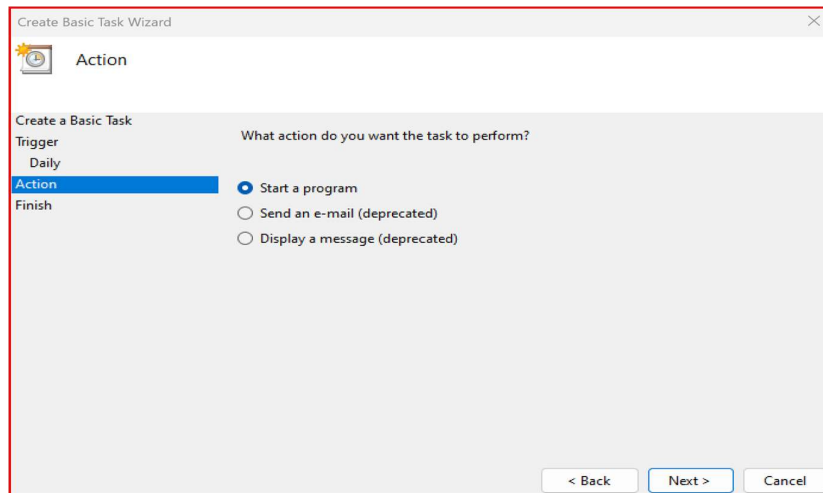 Create Basic Task Wizard
Action
Create a Basic Task
Trigger
Daily
Action
Finish
What action do you want the task to perform?
Start a program
Send an e-mail (deprecated)
Display a message (deprecated)
< Back
Next >
Cancel